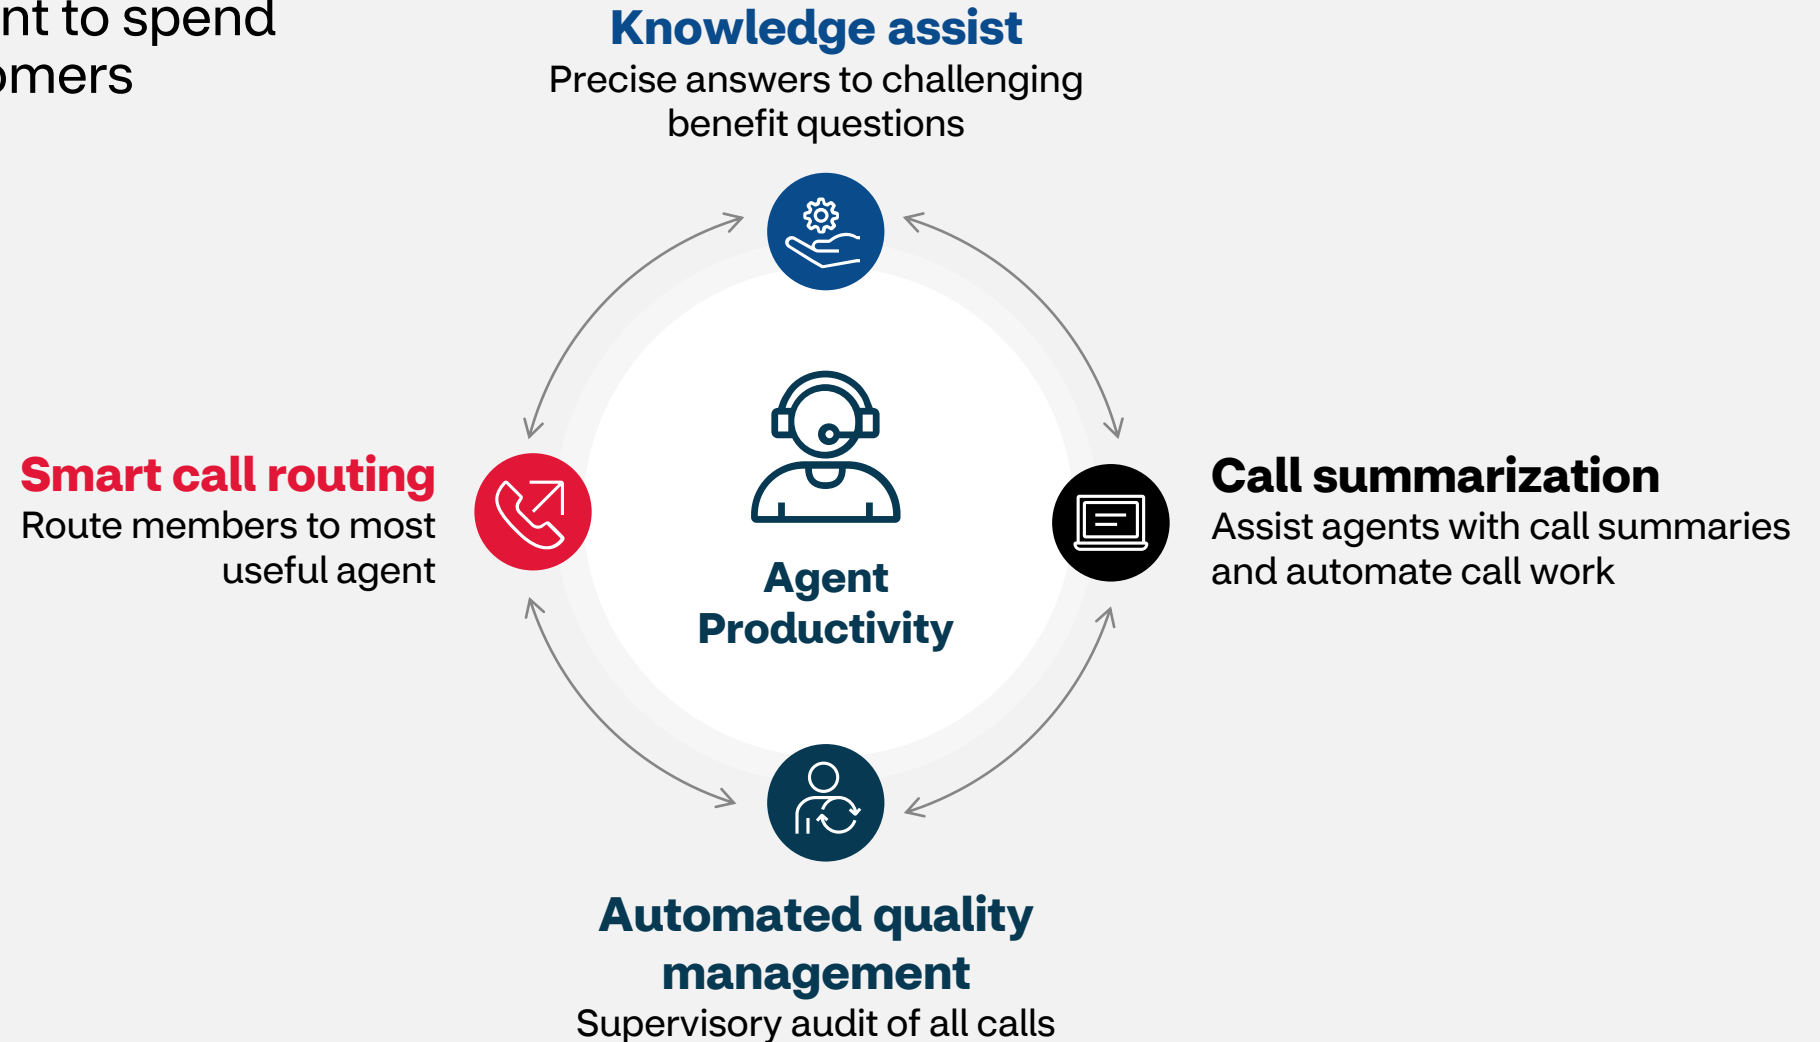 to spend
Knowledge assist
Precise answers to challenging
benefit questions
Smart call routing
Route members to most
useful agent
Agent
Productivity
Call summarization
Assist agents with call summaries
and automate call work
Automated quality
management
Supervisory audit of all calls